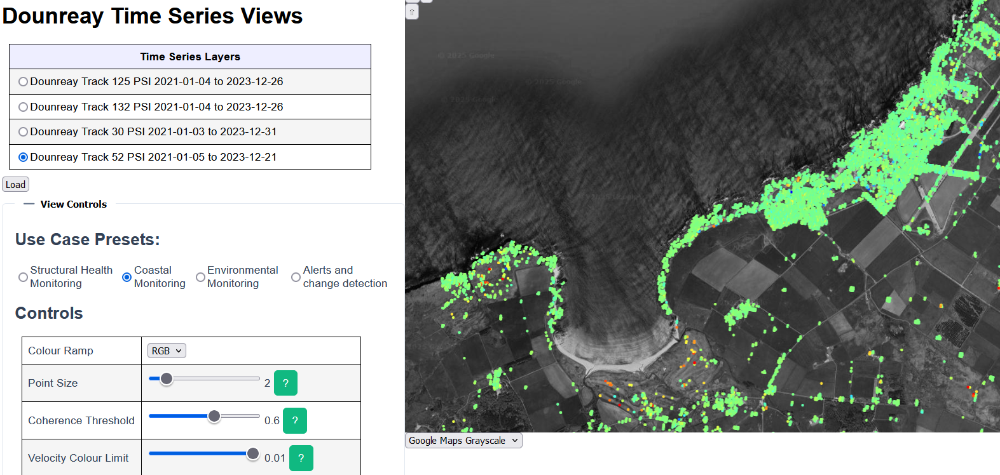 Dounreay Time Series Views
Time Series Layers
Dounreay Track 125 PSI 2021-01-04 to 2023-12-26
Dounreay Track 132 PSI 2021-01-04 to 2023-12-26
Dounreay Track 30 PSI 2021-01-03 to 2023-12-31
Dounreay Track 52 PSI 2021-01-05 to 2023-12-21
Load
View Controls
Use Case Presets:
Structural Health
Monitoring
Coastal
Monitoring
Environmental
Monitoring
Alerts and
change detection
Controls
Colour Ramp
RGB
Point Size
2
?
Coherence Threshold
0.6
?
Velocity Colour Limit
0.01
?
⇧
© 2025 Google
© 2025 Google
Google Maps Grayscale